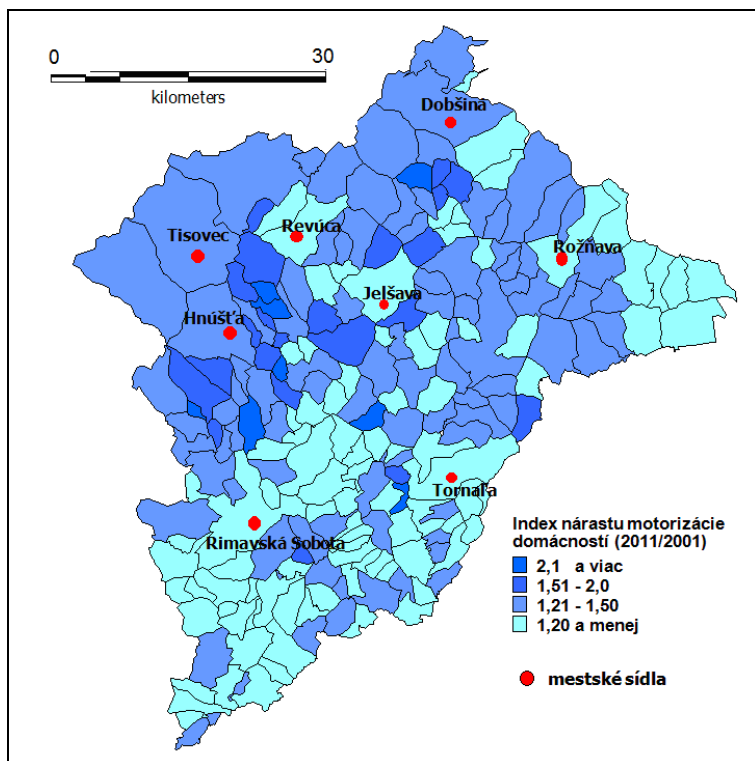 0 30
kilometers
Dobšiná
Revúca
Tisovec
Rožňava
Jelšava
Hnúšťa
Tornaľa
Rimavská Sobota
Index nárastu motorizácie
domácností (2011/2001)
2,1 a viac
1,51 - 2,0
1,21 - 1,50
1,20 a menej
mestské sídla